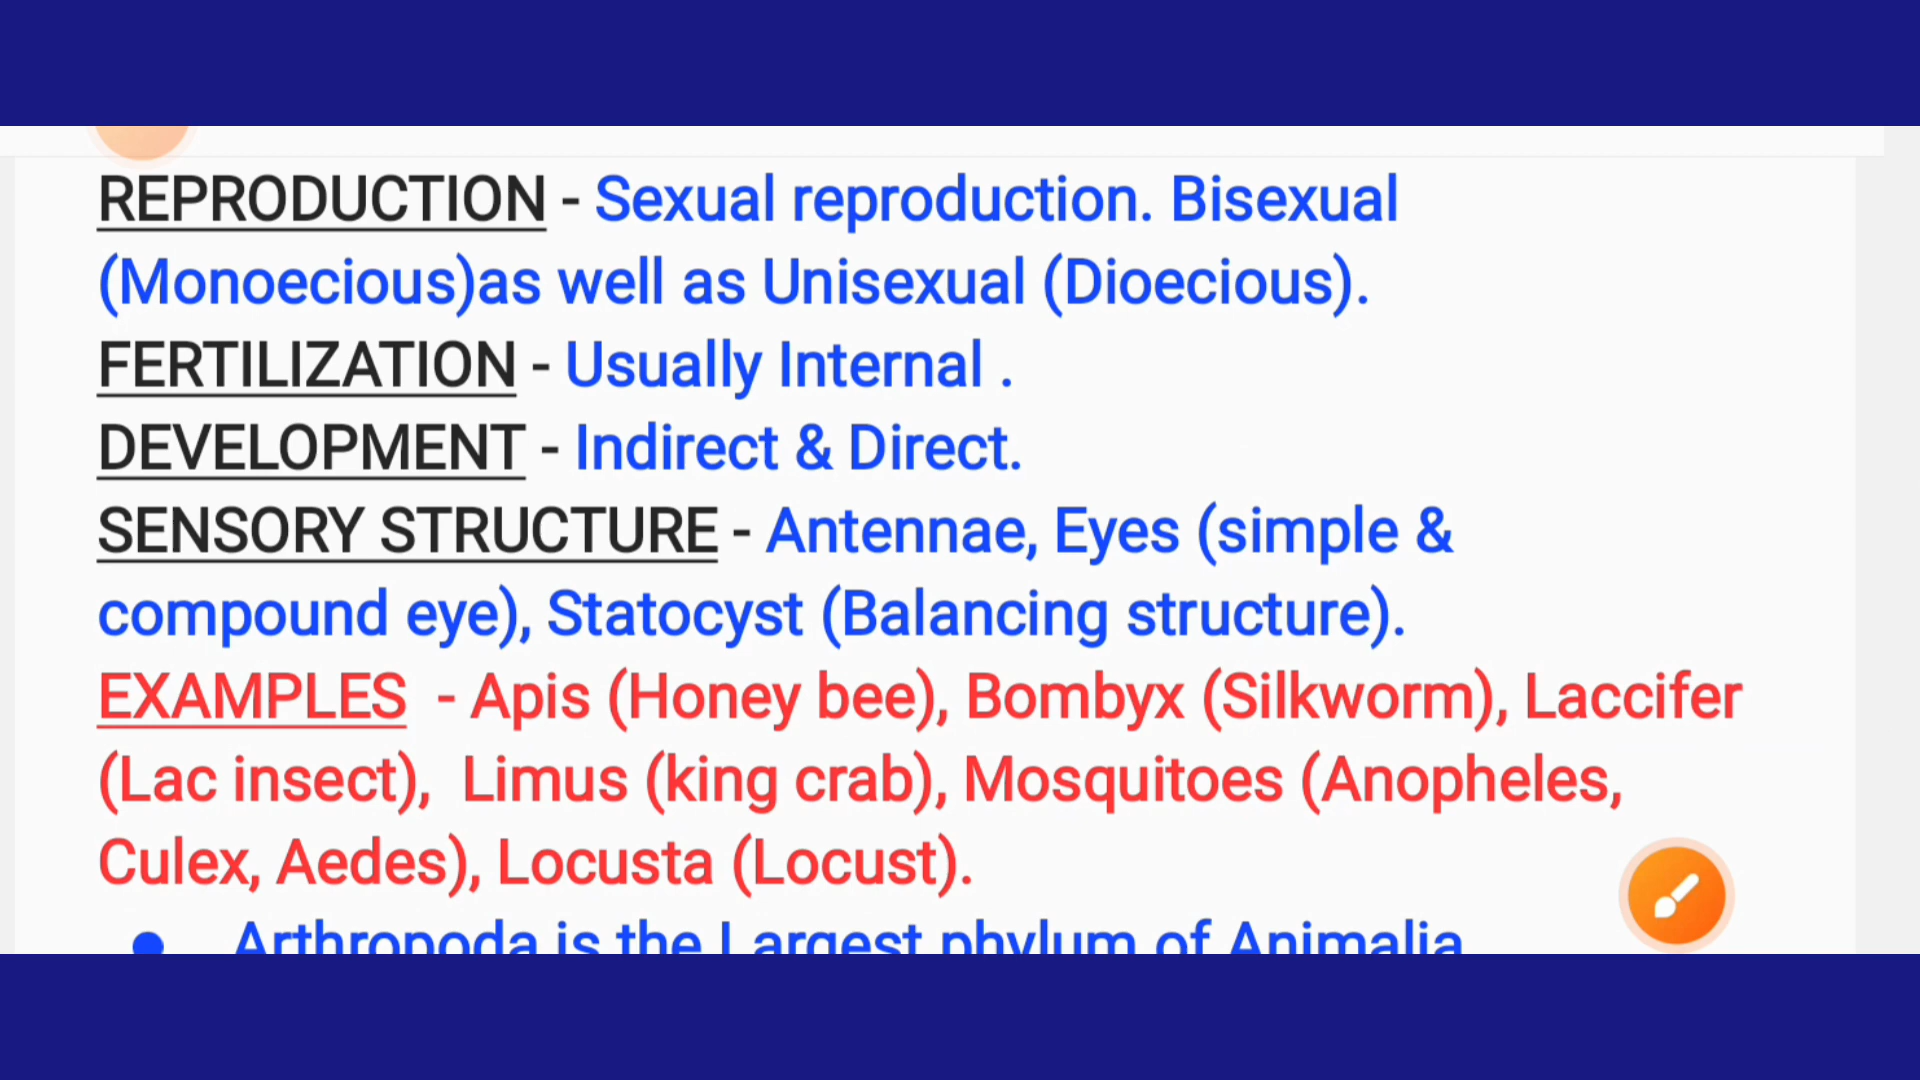 REPRODUCTION - Sexual reproduction. Bisexual
(Monoecious)as well as Unisexual (Dioecious).
FERTILIZATION - Usually Internal .
DEVELOPMENT - Indirect & Direct.
SENSORY STRUCTURE - Antennae, Eyes (simple &
compound eye), Statocyst (Balancing structure).
EXAMPLES - Apis (Honey bee), Bombyx (Silkworm), Laccifer
(Lac insect), Limus (king crab), Mosquitoes (Anopheles,
Culex, Aedes), Locusta (Locust).
• Arthropoda is the Largest phylum of Animalia